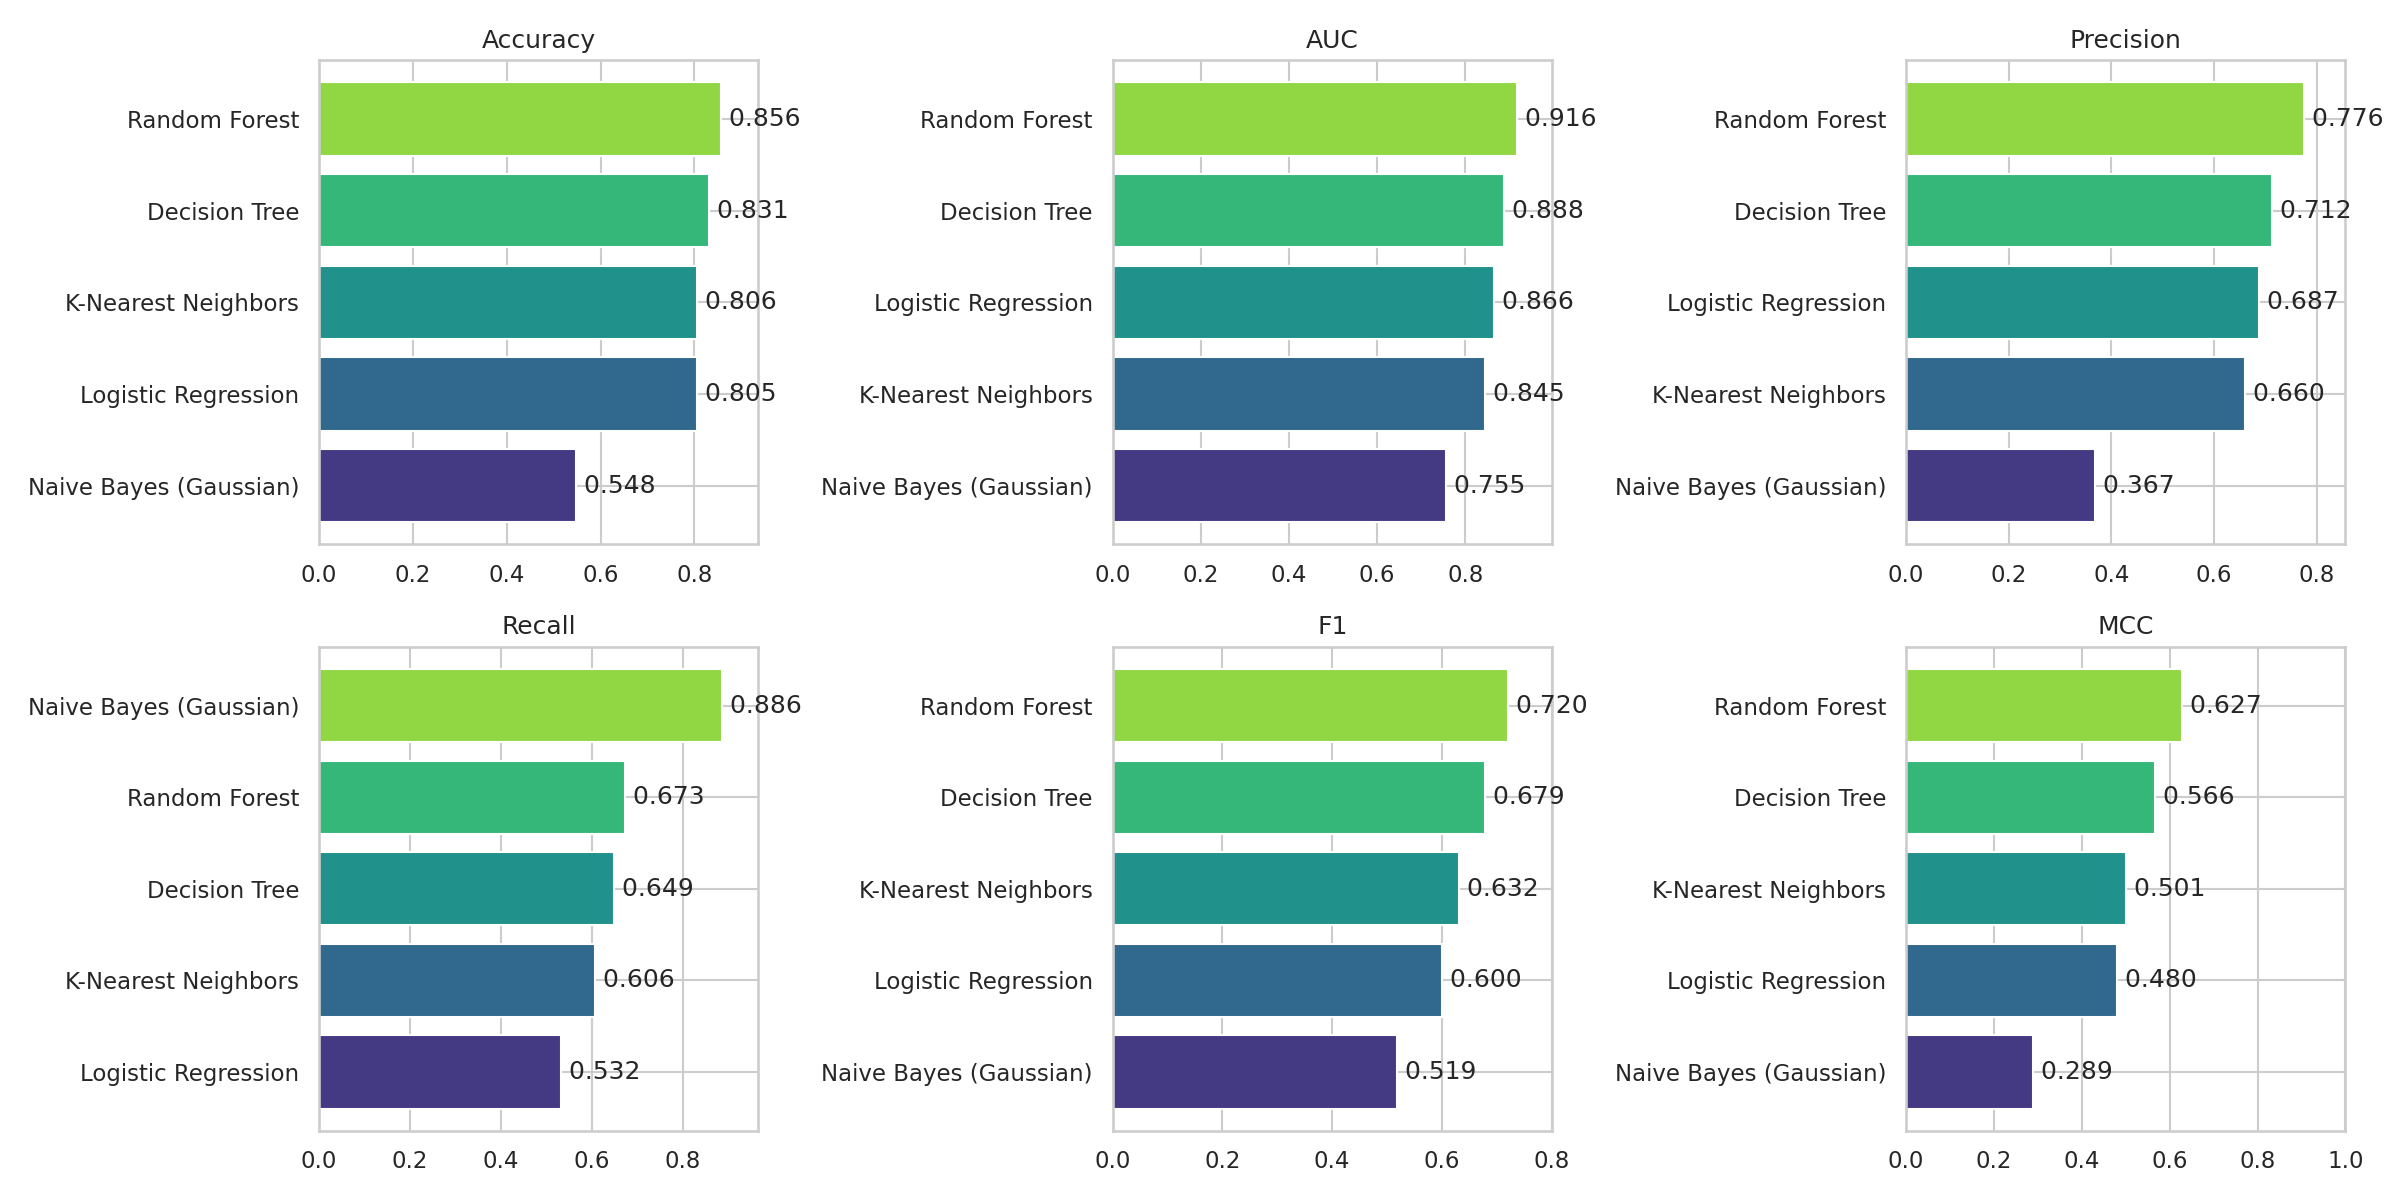 Accuracy
Random Forest 0.856
Decision Tree 0.831
K-Nearest Neighbors 0.806
Logistic Regression 0.805
Naive Bayes (Gaussian) 0.548
0.0 0.2 0.4 0.6 0.8
AUC
Random Forest 0.916
Decision Tree 0.888
Logistic Regression 0.866
K-Nearest Neighbors 0.845
Naive Bayes (Gaussian) 0.755
0.0 0.2 0.4 0.6 0.8
Precision
Random Forest 0.776
Decision Tree 0.712
Logistic Regression 0.687
K-Nearest Neighbors 0.660
Naive Bayes (Gaussian) 0.367
0.0 0.2 0.4 0.6 0.8
Recall
Naive Bayes (Gaussian) 0.886
Random Forest 0.673
Decision Tree 0.649
K-Nearest Neighbors 0.606
Logistic Regression 0.532
0.0 0.2 0.4 0.6 0.8
F1
Random Forest 0.720
Decision Tree 0.679
K-Nearest Neighbors 0.632
Logistic Regression 0.600
Naive Bayes (Gaussian) 0.519
0.0 0.2 0.4 0.6 0.8
MCC
Random Forest 0.627
Decision Tree 0.566
K-Nearest Neighbors 0.501
Logistic Regression 0.480
Naive Bayes (Gaussian) 0.289
0.0 0.2 0.4 0.6 0.8 1.0